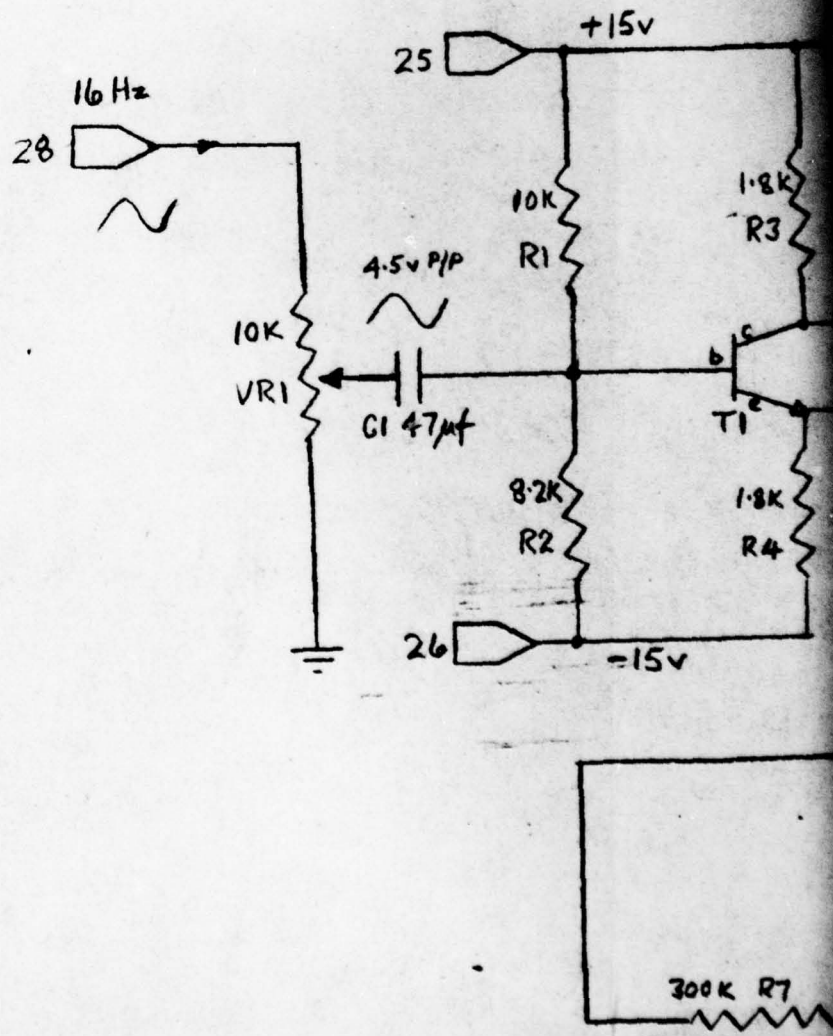 +15v
25
16 Hz
28
10K
R1
1.8K
R3
4.5v P/P
10K
VR1
C1 47µf
b
c
e
T1
8.2K
R2
1.8K
R4
26
-15v
300K R7